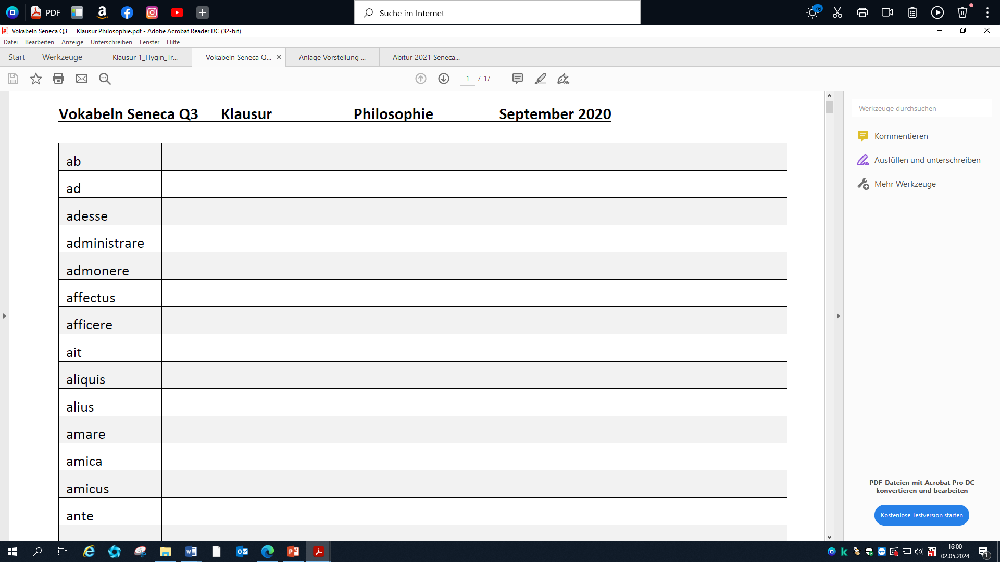 PDF
Suche im Internet
76
Vokabeln Seneca Q3 Klausur Philosophie.pdf - Adobe Acrobat Reader DC (32-bit)
Datei Bearbeiten Anzeige Unterschreiben Fenster Hilfe
Start Werkzeuge Klausur 1_Hygin_Tr... Vokabeln Seneca Q... Anlage Vorstellung ... Abitur 2021 Seneca...
1 / 17
Vokabeln Seneca Q3 Klausur Philosophie September 2020
ab
ad
adesse
administrare
admonere
affectus
afficere
ait
aliquis
alius
amare
amica
amicus
ante
Werkzeuge durchsuchen
Kommentieren
Ausfüllen und unterschreiben
Mehr Werkzeuge
PDF-Dateien mit Acrobat Pro DC
konvertieren und bearbeiten
Kostenlose Testversion starten
16:00
02.05.2024
1